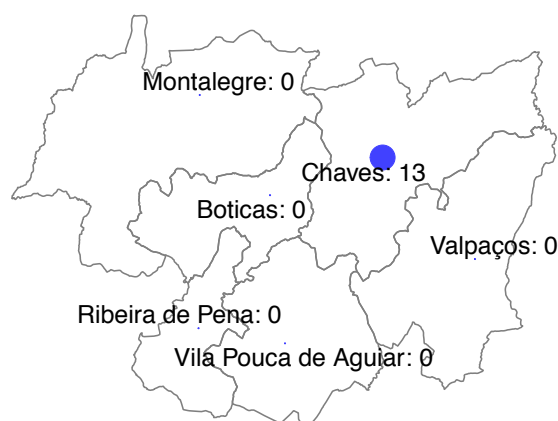 Montalegre: 0
Chaves: 13
Boticas: 0
Valpaços: 0
Ribeira de Pena: 0
Vila Pouca de Aguiar: 0